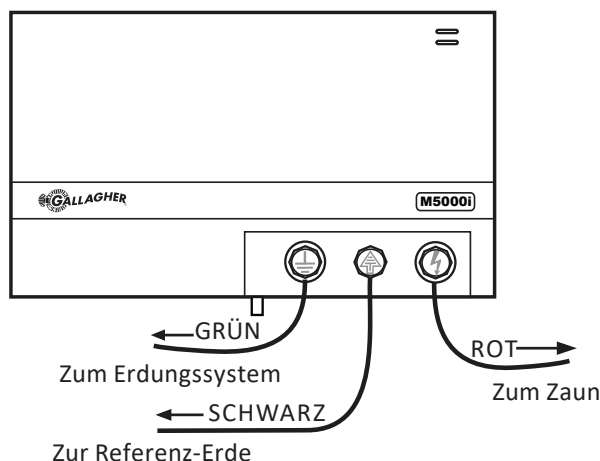 GALLAGHER
M5000i
GRÜN
Zum Erdungssystem
ROT
Zum Zaun
SCHWARZ
Zur Referenz-Erde